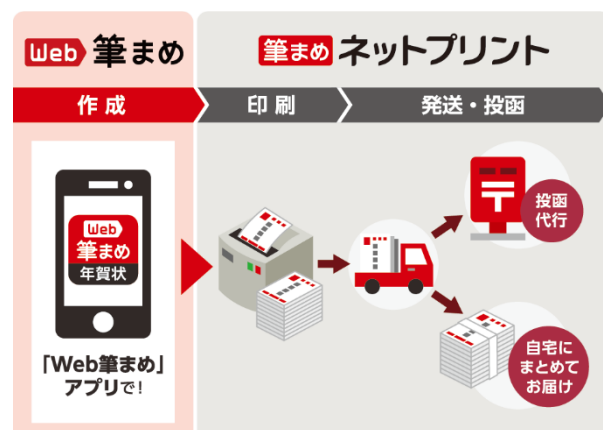 Web 筆まめ
筆まめ ネットプリント
作成
印刷
発送・投函
Web
筆まめ
年賀状
「Web筆まめ」
アプリで!
〒
投函
代行
自宅に
まとめて
お届け